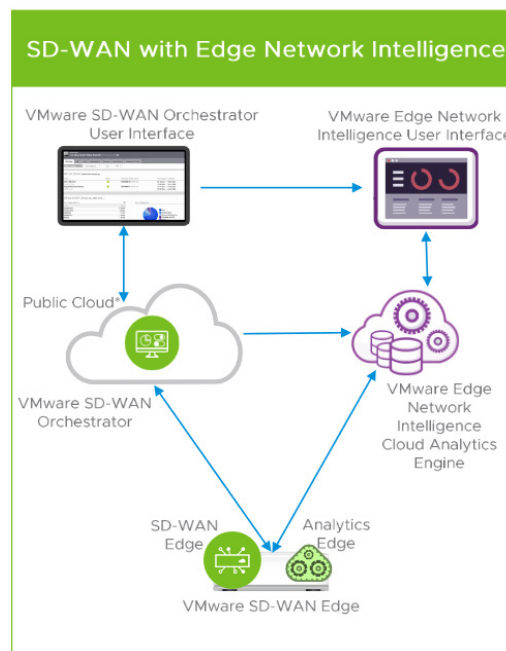 SD-WAN with Edge Network Intelligence
VMware SD-WAN Orchestrator
User Interface
VMware Edge Network
Intelligence User Interface
Public Cloud*
VMware SD-WAN
Orchestrator
VMware Edge
Network
Intelligence
Cloud Analytics
Engine
SD-WAN
Edge
Analytics
Edge
VMware SD-WAN Edge